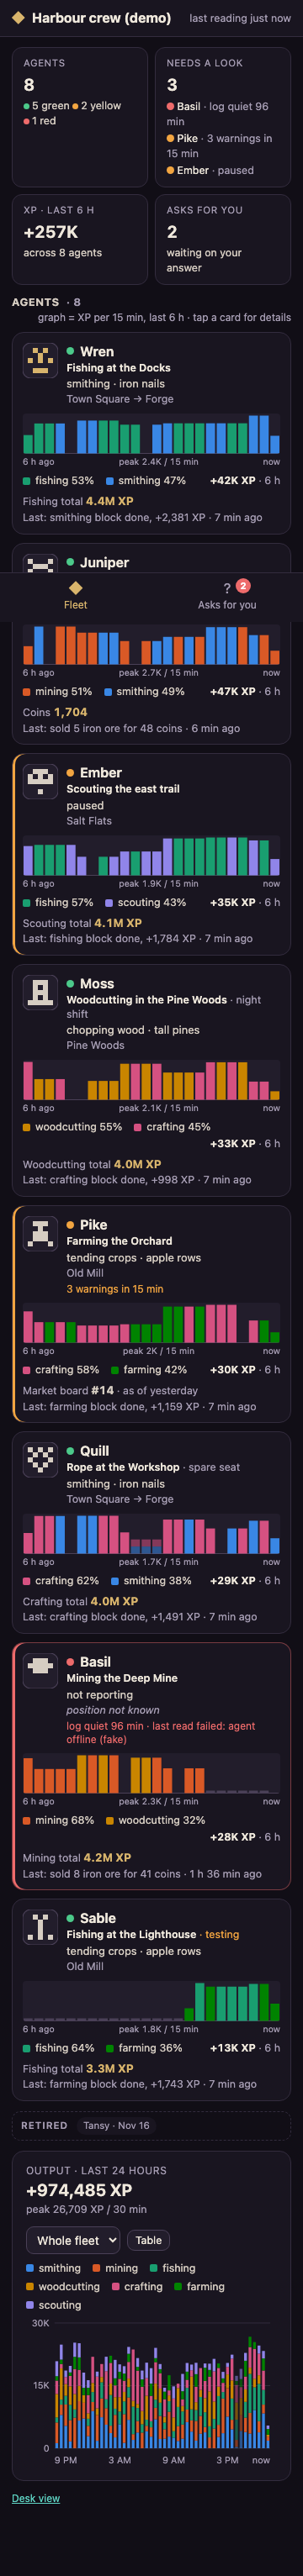 Harbour crew (demo) last reading just now
AGENTS
8
5 green 2 yellow
1 red
NEEDS A LOOK
3
Basil · log quiet 96
min
Pike · 3 warnings in
15 min
Ember · paused
XP · LAST 6 H
+257K
across 8 agents
ASKS FOR YOU
2
waiting on your
answer
AGENTS · 8
graph = XP per 15 min, last 6 h · tap a card for details
Wren
Fishing at the Docks
smithing · iron nails
Town Square → Forge
6 h ago peak 2.4K / 15 min now
fishing 53% smithing 47% +42K XP · 6 h
Fishing total 4.4M XP
Last: smithing block done, +2,381 XP · 7 min ago
Juniper
Fleet
? 2
Asks for you
6 h ago peak 2.7K / 15 min now
mining 51% smithing 49% +47K XP · 6 h
Coins 1,704
Last: sold 5 iron ore for 48 coins · 6 min ago
Ember
Scouting the east trail
paused
Salt Flats
6 h ago peak 1.9K / 15 min now
fishing 57% scouting 43% +35K XP · 6 h
Scouting total 4.1M XP
Last: fishing block done, +1,784 XP · 7 min ago
Moss
Woodcutting in the Pine Woods · night
shift
chopping wood · tall pines
Pine Woods
6 h ago peak 2.1K / 15 min now
woodcutting 55% crafting 45%
+33K XP · 6 h
Woodcutting total 4.0M XP
Last: crafting block done, +998 XP · 7 min ago
Pike
Farming the Orchard
tending crops · apple rows
Old Mill
3 warnings in 15 min
6 h ago peak 2K / 15 min now
crafting 58% farming 42% +30K XP · 6 h
Market board #14 · as of yesterday
Last: farming block done, +1,159 XP · 7 min ago
Quill
Rope at the Workshop · spare seat
smithing · iron nails
Town Square → Forge
6 h ago peak 1.7K / 15 min now
crafting 62% smithing 38% +29K XP · 6 h
Crafting total 4.0M XP
Last: crafting block done, +1,491 XP · 7 min ago
Basil
Mining the Deep Mine
not reporting
position not known
log quiet 96 min · last read failed: agent
offline (fake)
6 h ago peak 2.3K / 15 min now
mining 68% woodcutting 32%
+28K XP · 6 h
Mining total 4.2M XP
Last: sold 8 iron ore for 41 coins · 1 h 36 min ago
Sable
Fishing at the Lighthouse · testing
tending crops · apple rows
Old Mill
6 h ago peak 1.8K / 15 min now
fishing 64% farming 36% +13K XP · 6 h
Fishing total 3.3M XP
Last: farming block done, +1,743 XP · 7 min ago
RETIRED Tansy · Nov 16
OUTPUT · LAST 24 HOURS
+974,485 XP
peak 26,709 XP / 30 min
Whole fleet Table
smithing mining fishing
woodcutting crafting farming
scouting
30K
15K
0
9 PM 3 AM 9 AM 3 PM now
Desk view